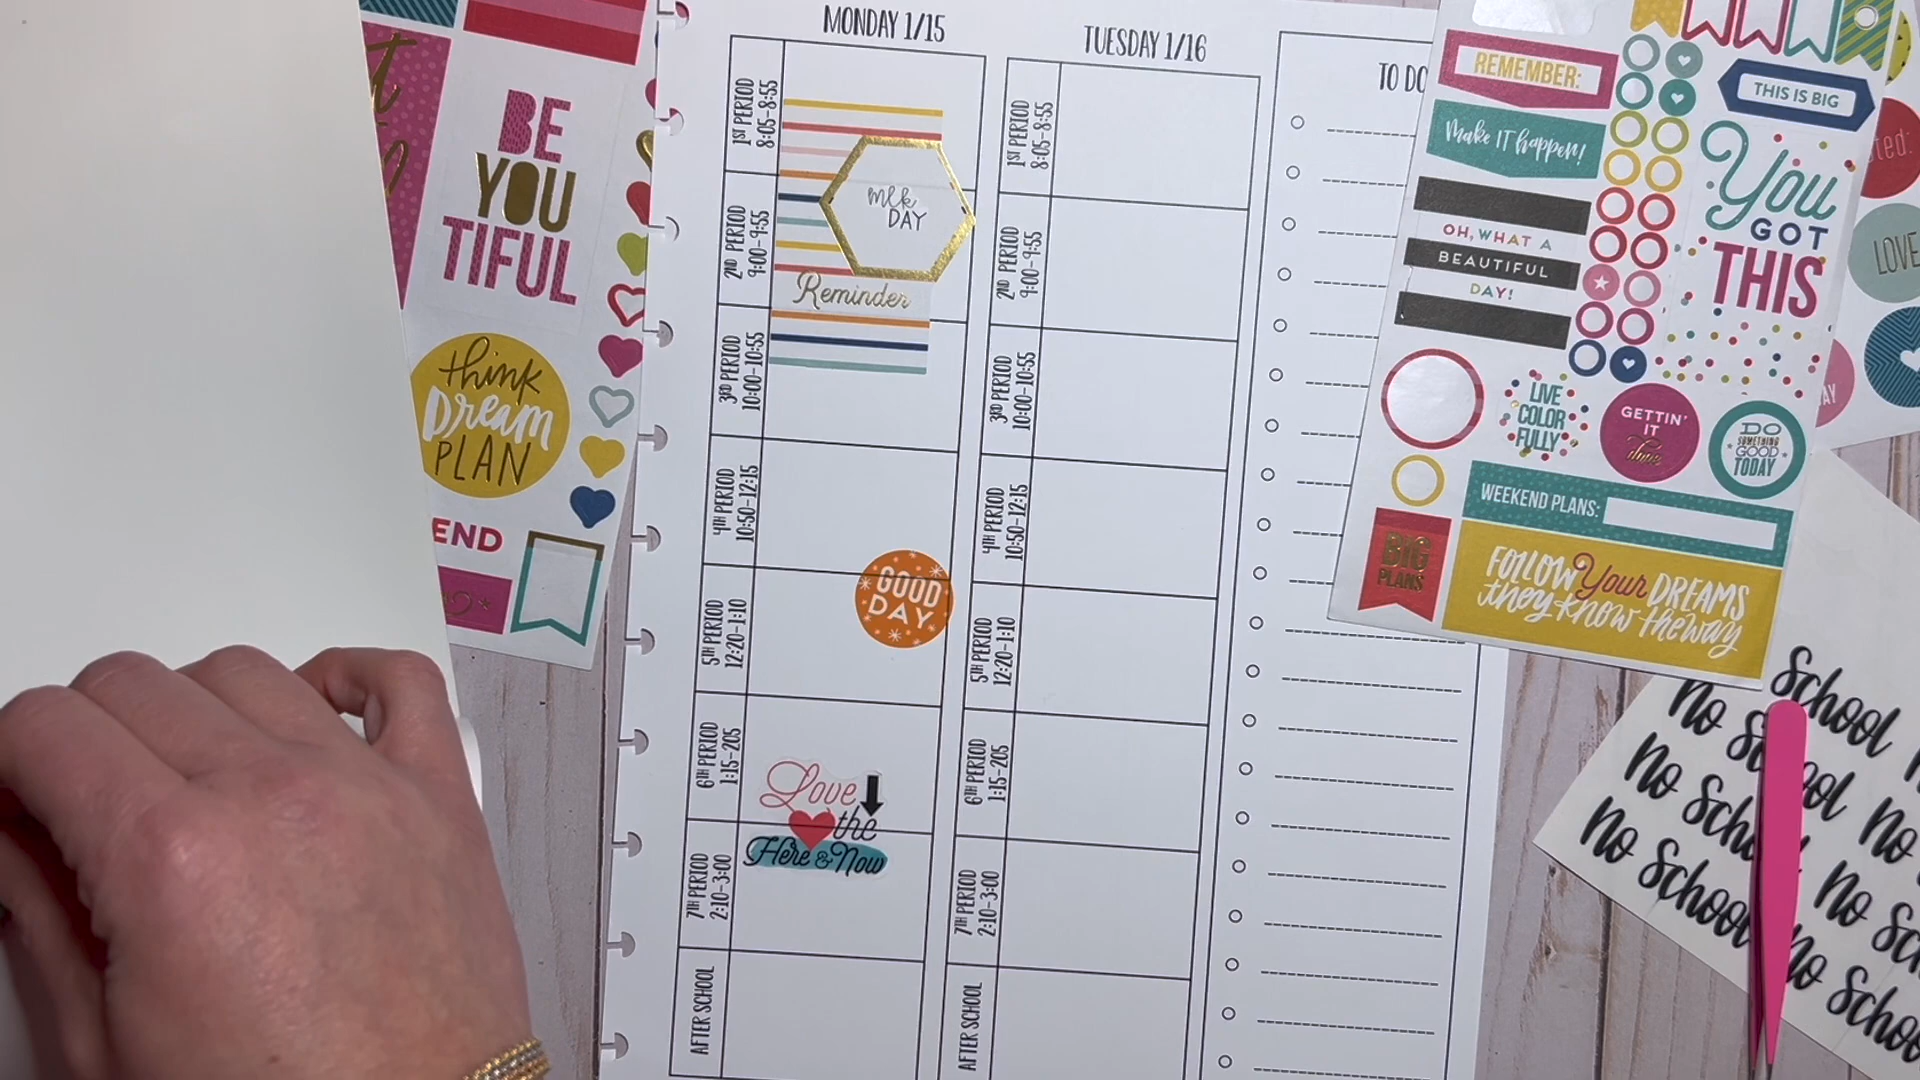 BE
YOU
TIFUL
think
Dream
PLAN
END
MONDAY 1/15
1ST PERIOD
8:05-8:55
2ND PERIOD
9:00-9:55
3RD PERIOD
10:00-10:55
4TH PERIOD
10:50-12:15
5TH PERIOD
12:20-1:10
6TH PERIOD
1:15-205
7TH PERIOD
2:10-3:00
AFTER SCHOOL
mlk
DAY
Reminder
GOOD
DAY
Love
the
Here & Now
TUESDAY 1/16
1ST PERIOD
8:05-8:55
2ND PERIOD
9:00-9:55
3RD PERIOD
10:00-10:55
4TH PERIOD
10:50-12:15
5TH PERIOD
12:20-1:10
6TH PERIOD
1:15-205
7TH PERIOD
2:10-3:00
AFTER SCHOOL
TO DO
REMEMBER:
Make IT happen!
OH, WHAT A
BEAUTIFUL
DAY!
THIS IS BIG
You
GOT
THIS
LIVE
COLOR
FULLY
GETTIN'
IT
done
DO
SOMETHING
GOOD
TODAY
WEEKEND PLANS:
BIG
PLANS
FOLLOW Your DREAMS
they know the way
LOVE
School
No School No
No School No Sc
No School No School